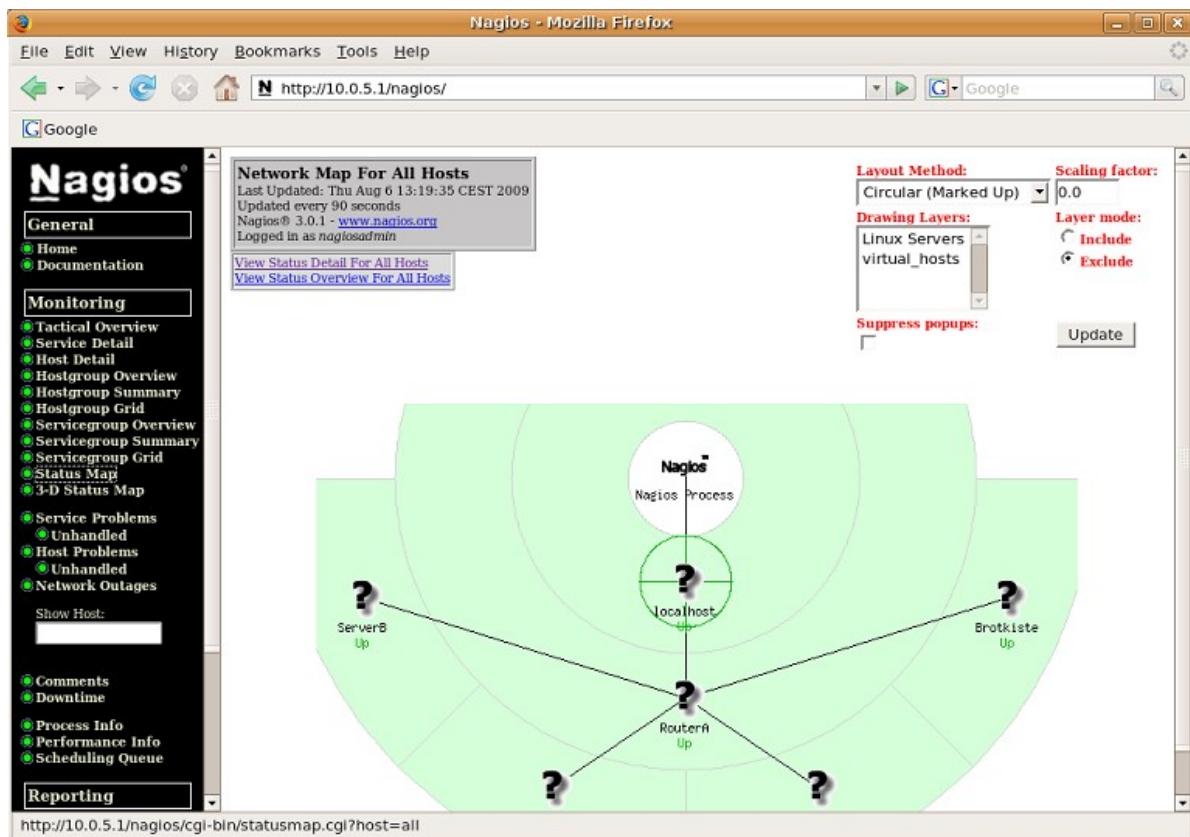 Nagios - Mozilla Firefox
File Edit View History Bookmarks Tools Help
N http://10.0.5.1/nagios/
G Google
G Google
Nagios®
General
Home
Documentation
Monitoring
Tactical Overview
Service Detail
Host Detail
Hostgroup Overview
Hostgroup Summary
Hostgroup Grid
Servicegroup Overview
Servicegroup Summary
Servicegroup Grid
Status Map
3-D Status Map
Service Problems
Unhandled
Host Problems
Unhandled
Network Outages
Show Host:
Comments
Downtime
Process Info
Performance Info
Scheduling Queue
Reporting
Network Map For All Hosts
Last Updated: Thu Aug 6 13:19:35 CEST 2009
Updated every 90 seconds
Nagios® 3.0.1 - www.nagios.org
Logged in as nagiosadmin
View Status Detail For All Hosts
View Status Overview For All Hosts
Layout Method:
Circular (Marked Up)
Scaling factor:
0.0
Drawing Layers:
Linux Servers
virtual_hosts
Layer mode:
Include
Exclude
Suppress popups:
Update
Nagios
Nagios Process
?
localhost
Up
?
ServerB
Up
?
Brotkiste
Up
?
RouterA
Up
?
?
http://10.0.5.1/nagios/cgi-bin/statusmap.cgi?host=all